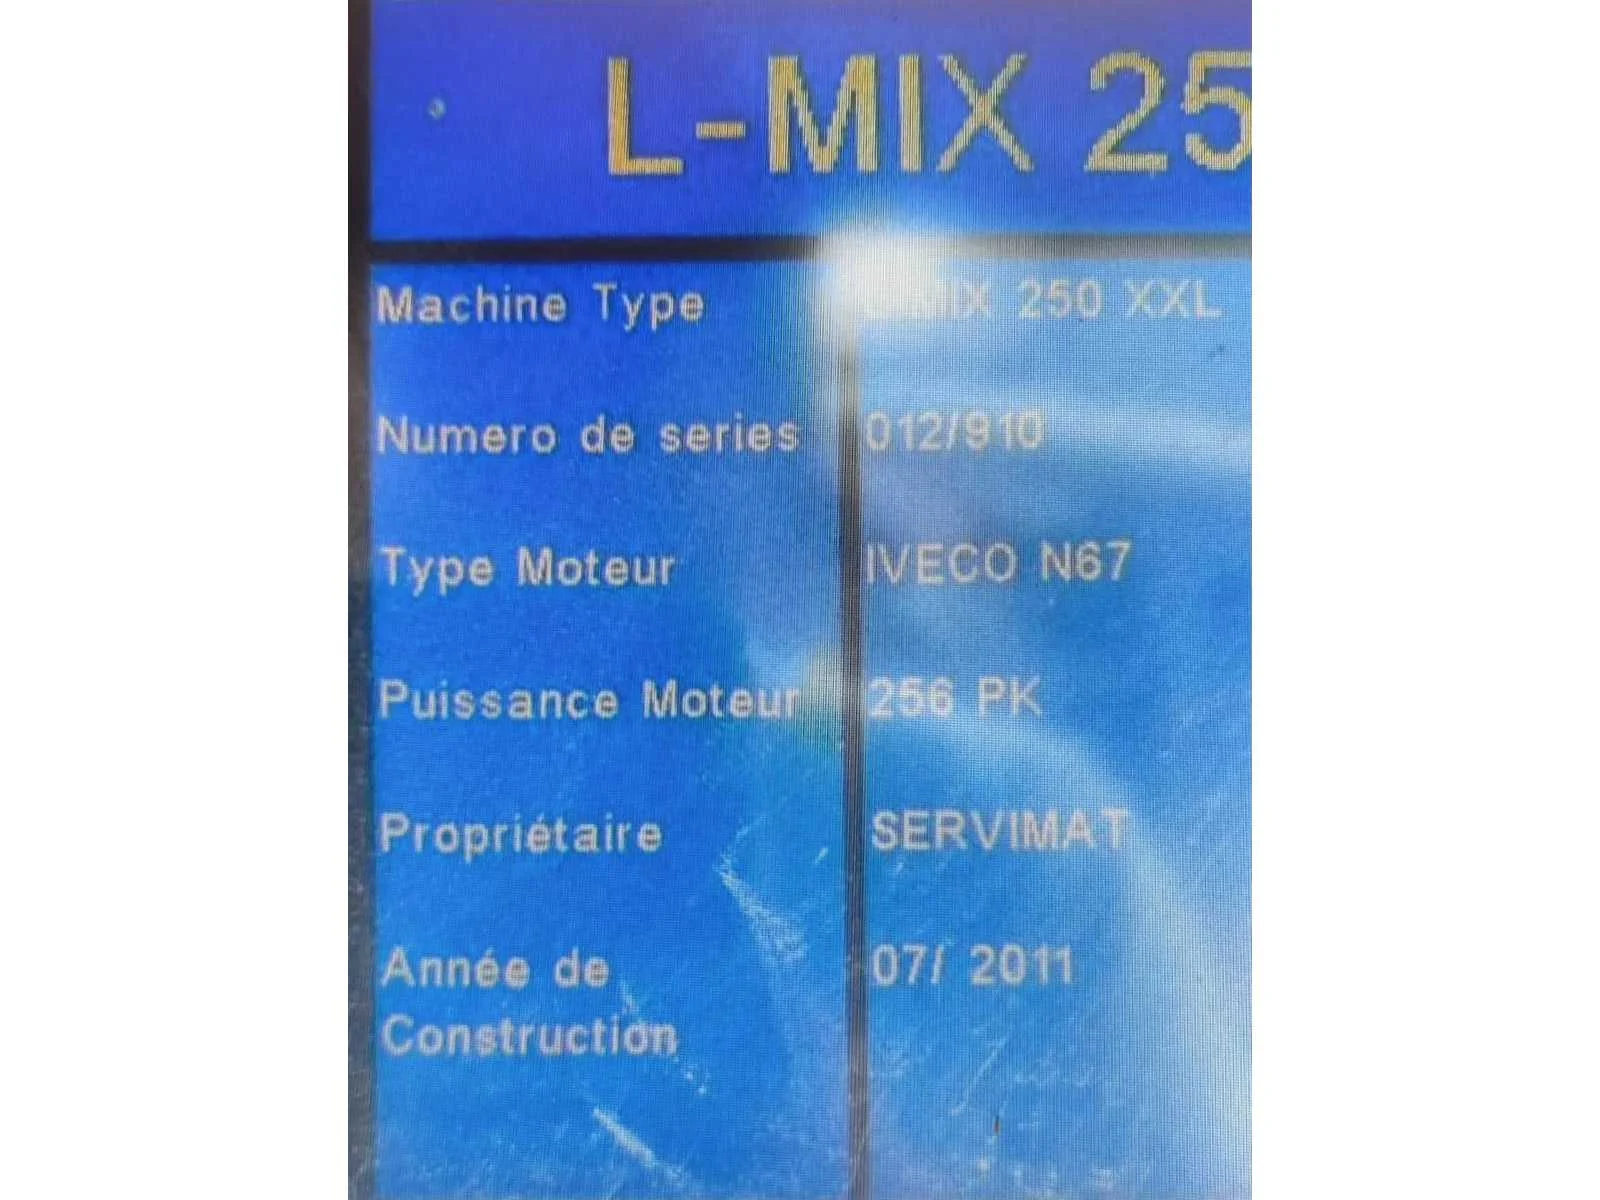 L-MIX 25
Machine Type MIX 250 XXL
Numero de series 012/910
Type Moteur IVECO N67
Puissance Moteur 256 PK
Propriétaire SERVIMAT
Année de 07/ 2011
Construction